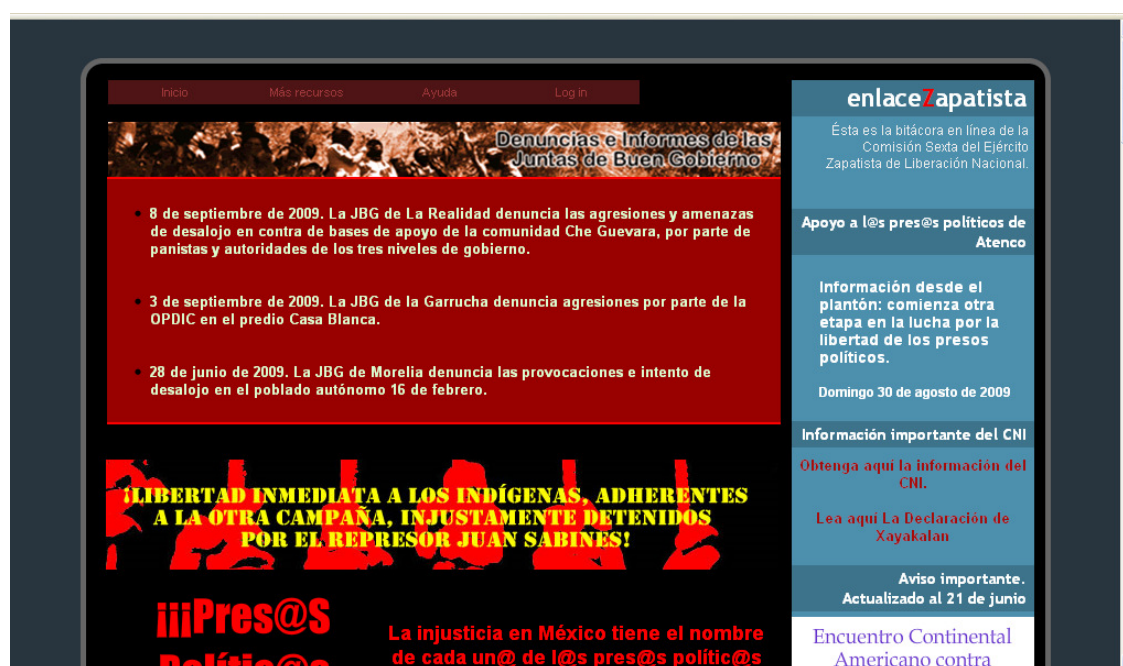 Inicio Más recursos Ayuda Log in
Denuncias e Informes de las
Juntas de Buen Gobierno
8 de septiembre de 2009. La JBG de La Realidad denuncia las agresiones y amenazas
de desalojo en contra de bases de apoyo de la comunidad Che Guevara, por parte de
panistas y autoridades de los tres niveles de gobierno.
3 de septiembre de 2009. La JBG de la Garrucha denuncia agresiones por parte de la
OPDIC en el predio Casa Blanca.
28 de junio de 2009. La JBG de Morelia denuncia las provocaciones e intento de
desalojo en el poblado autónomo 16 de febrero.
¡LIBERTAD INMEDIATA A LOS INDÍGENAS, ADHERENTES
A LA OTRA CAMPAÑA, INJUSTAMENTE DETENIDOS
POR EL REPRESOR JUAN SABINES!
¡¡¡Pres@S
Polític@s
La injusticia en México tiene el nombre
de cada un@ de l@s pres@s polític@s
enlaceZapatista
Ésta es la bitácora en línea de la
Comisión Sexta del Ejército
Zapatista de Liberación Nacional.
Apoyo a l@s pres@s políticos de
Atenco
Información desde el
plantón: comienza otra
etapa en la lucha por la
libertad de los presos
políticos.
Domingo 30 de agosto de 2009
Información importante del CNI
Obtenga aquí la información del
CNI.
Lea aquí La Declaración de
Xayakalan
Aviso importante.
Actualizado al 21 de junio
Encuentro Continental
Americano contra